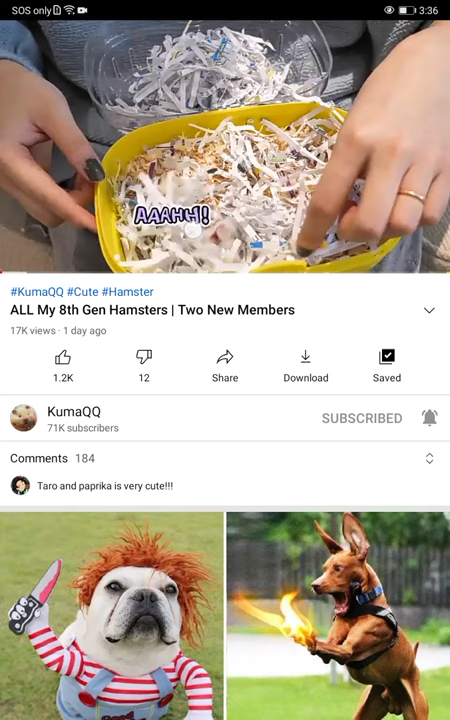 SOS only
3:36
AAAHH!
#KumaQQ #Cute #Hamster
ALL My 8th Gen Hamsters | Two New Members
17K views · 1 day ago
1.2K
12
Share
Download
Saved
KumaQQ
71K subscribers
SUBSCRIBED
Comments 184
Taro and paprika is very cute!!!